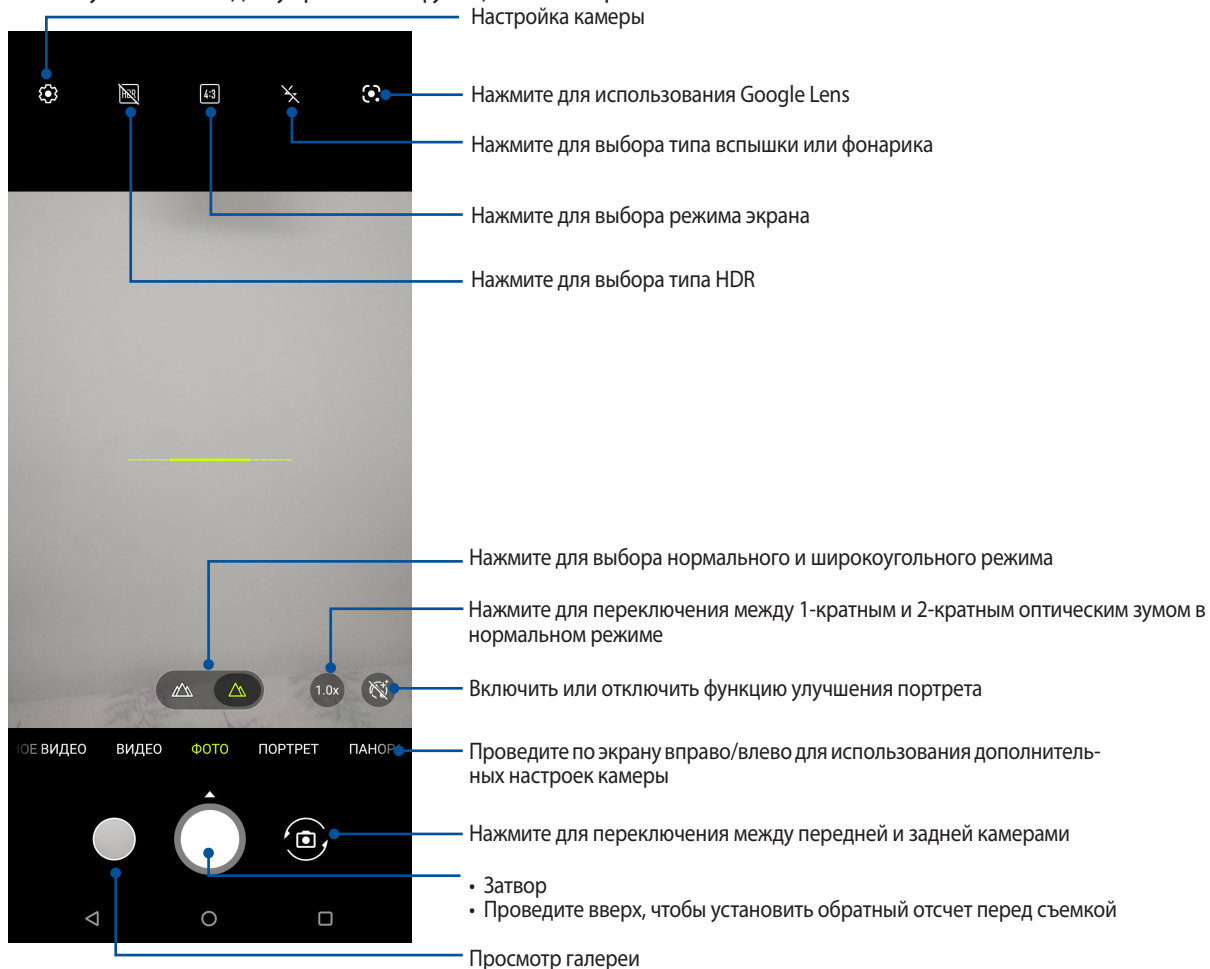 Настройка камеры
HDR
4:3
Нажмите для использования Google Lens
Нажмите для выбора типа вспышки или фонарика
Нажмите для выбора режима экрана
Нажмите для выбора типа HDR
Нажмите для выбора нормального и широкоугольного режима
Нажмите для переключения между 1-кратным и 2-кратным оптическим зумом в
нормальном режиме
1.0x
Включить или отключить функцию улучшения портрета
ВИДЕО ВИДЕО ФОТО ПОРТРЕТ
Проведите по экрану вправо/влево для использования дополнитель-
ных настроек камеры
Нажмите для переключения между передней и задней камерами
• Затвор
• Проведите вверх, чтобы установить обратный отсчет перед съемкой
Просмотр галереи